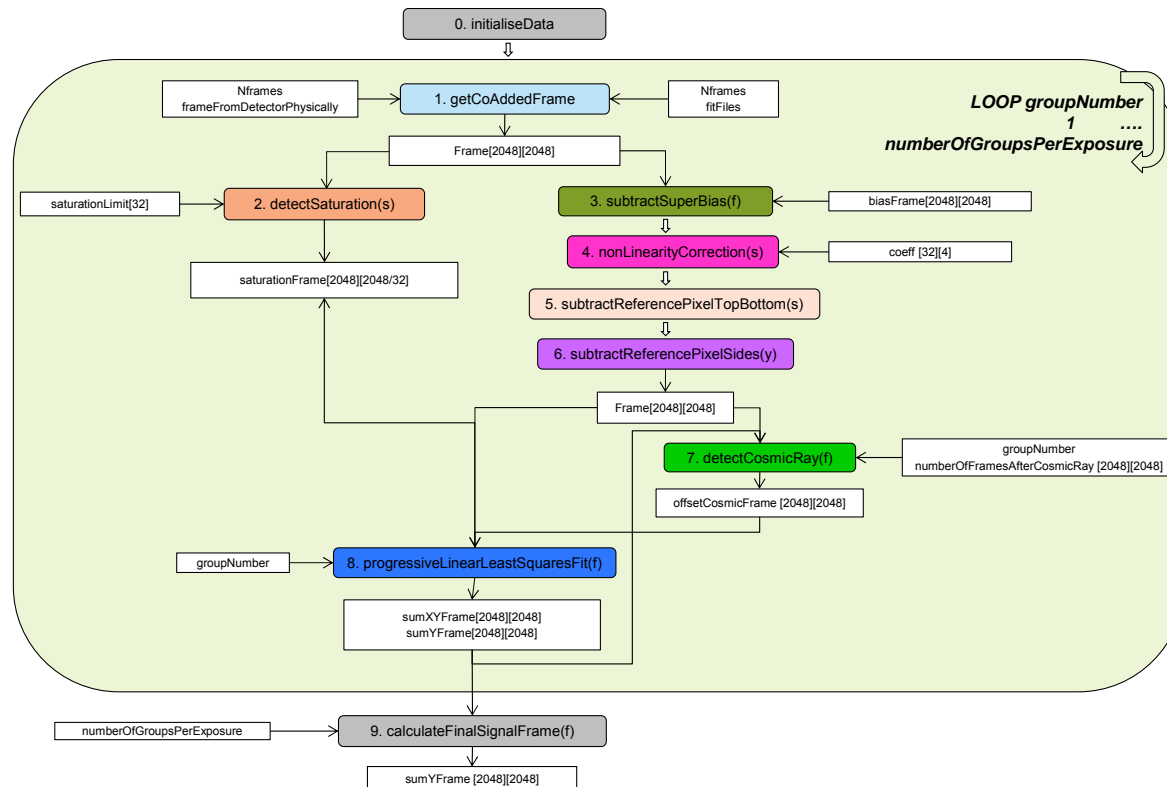 0. initialiseData
Nframes
frameFromDetectorPhysically
1. getCoAddedFrame
Nframes
fitFiles
LOOP groupNumber
1 ....
numberOfGroupsPerExposure
Frame[2048][2048]
saturationLimit[32]
2. detectSaturation(s)
3. subtractSuperBias(f)
biasFrame[2048][2048]
4. nonLinearityCorrection(s)
coeff [32][4]
saturationFrame[2048][2048/32]
5. subtractReferencePixelTopBottom(s)
6. subtractReferencePixelSides(y)
Frame[2048][2048]
7. detectCosmicRay(f)
groupNumber
numberOfFramesAfterCosmicRay [2048][2048]
offsetCosmicFrame [2048][2048]
groupNumber
8. progressiveLinearLeastSquaresFit(f)
sumXYFrame[2048][2048]
sumYFrame[2048][2048]
numberOfGroupsPerExposure
9. calculateFinalSignalFrame(f)
sumYFrame [2048][2048]